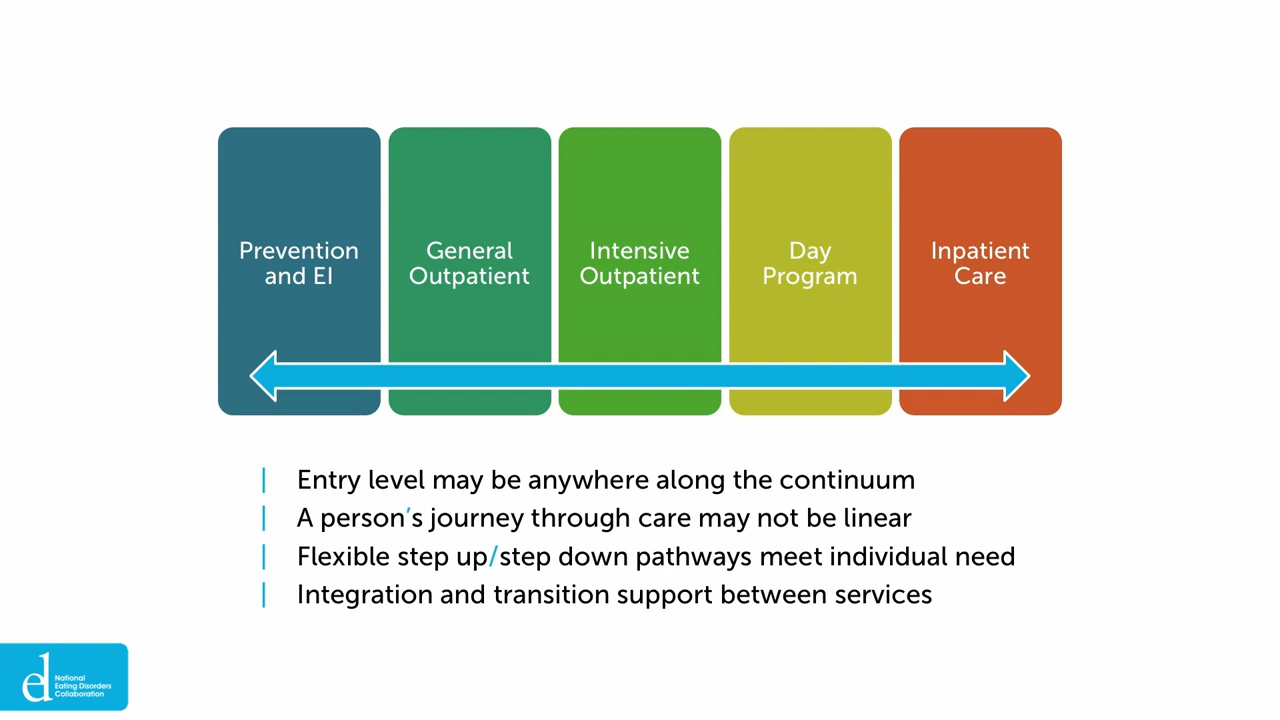 Prevention
and EI
General
Outpatient
Intensive
Outpatient
Day
Program
Inpatient
Care
Entry level may be anywhere along the continuum
A person's journey through care may not be linear
Flexible step up/step down pathways meet individual need
Integration and transition support between services
ed
National
Eating Disorders
Collaboration